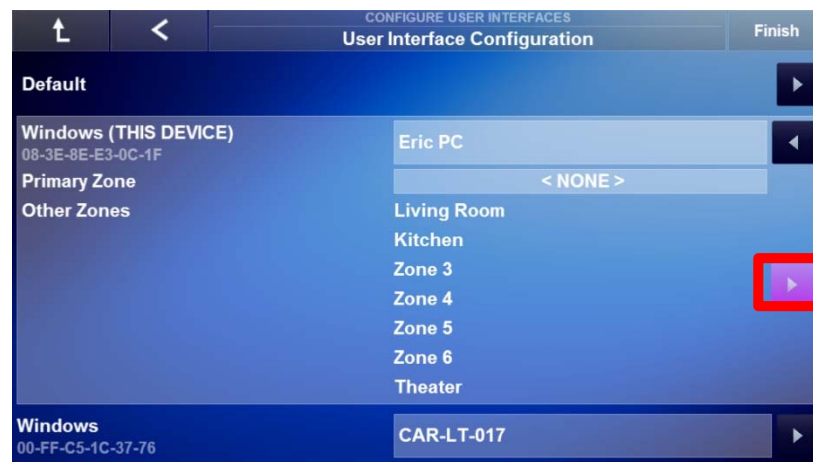 CONFIGURE USER INTERFACES
User Interface Configuration
Finish
Default
Windows (THIS DEVICE)
08-3E-8E-E3-0C-1F
Eric PC
Primary Zone
< NONE >
Other Zones
Living Room
Kitchen
Zone 3
Zone 4
Zone 5
Zone 6
Theater
Windows
00-FF-C5-1C-37-76
CAR-LT-017